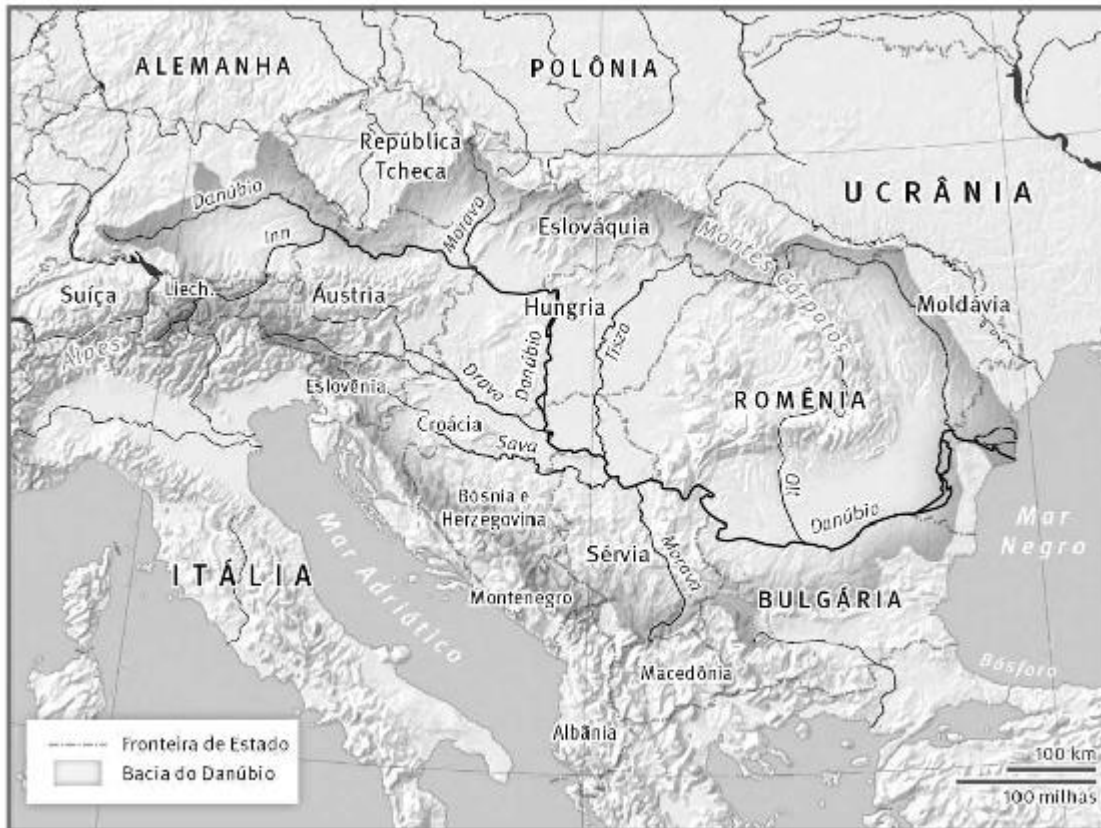 ALEMANHA
POLÔNIA
República
Tcheca
UCRÂNIA
Danúbio
Morava
Eslováquia
Inn
Montes Cárpatos
Suíça
Liech.
Áustria
Hungria
Moldávia
Alpes
Danúbio
Tisza
Drava
Eslovênia
ROMÊNIA
Croácia
Sava
Olt
Bósnia e
Herzegovina
Danúbio
Mar
Negro
Mar Adriático
Sérvia
Morava
ITÁLIA
Montenegro
BULGÁRIA
Macedônia
Bósforo
Albânia
Fronteira de Estado
Bacia do Danúbio
100 km
100 milhas